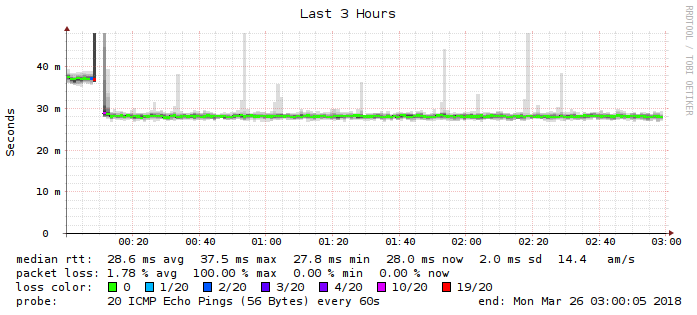 Last 3 Hours
RRDTOOL / TOBI OETIKER
Seconds
40 m
30 m
20 m
10 m
0
00:20 00:40 01:00 01:20 01:40 02:00 02:20 02:40 03:00
median rtt: 28.6 ms avg 37.5 ms max 27.8 ms min 28.0 ms now 2.0 ms sd 14.4 am/s
packet loss: 1.78 % avg 100.00 % max 0.00 % min 0.00 % now
loss color: 0 1/20 2/20 3/20 4/20 10/20 19/20
probe: 20 ICMP Echo Pings (56 Bytes) every 60s end: Mon Mar 26 03:00:05 2018